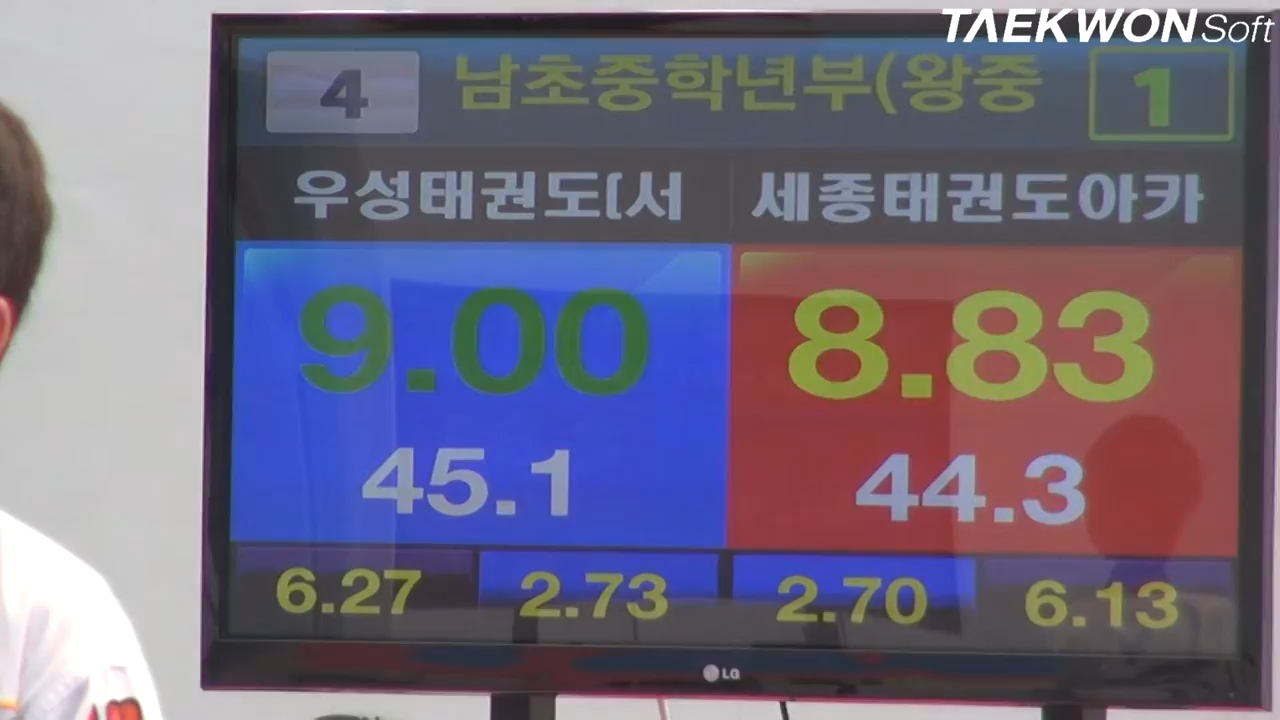 TAEKWON Soft
4 남초중학년부(왕중 1
우성태권도[서 세종태권도아카
9.00 8.83
45.1 44.3
6.27 2.73 2.70 6.13
LG